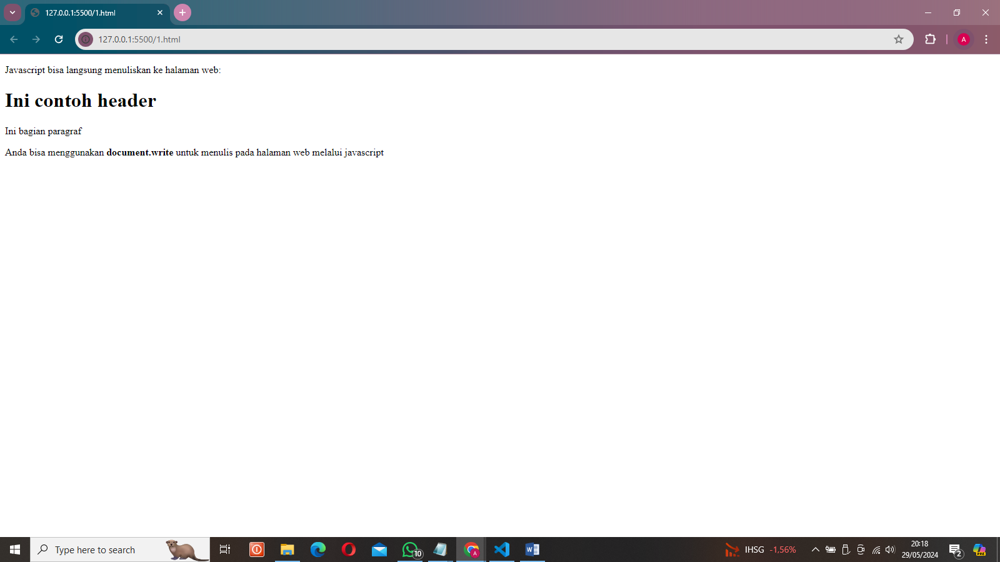 127.0.0.1:5500/1.html
127.0.0.1:5500/1.html
A
Javascript bisa langsung menuliskan ke halaman web:
Ini contoh header
Ini bagian paragraf
Anda bisa menggunakan document.write untuk menulis pada halaman web melalui javascript
Type here to search
10
A
W
IHSG -1,56%
20:18
29/05/2024
2
PRE